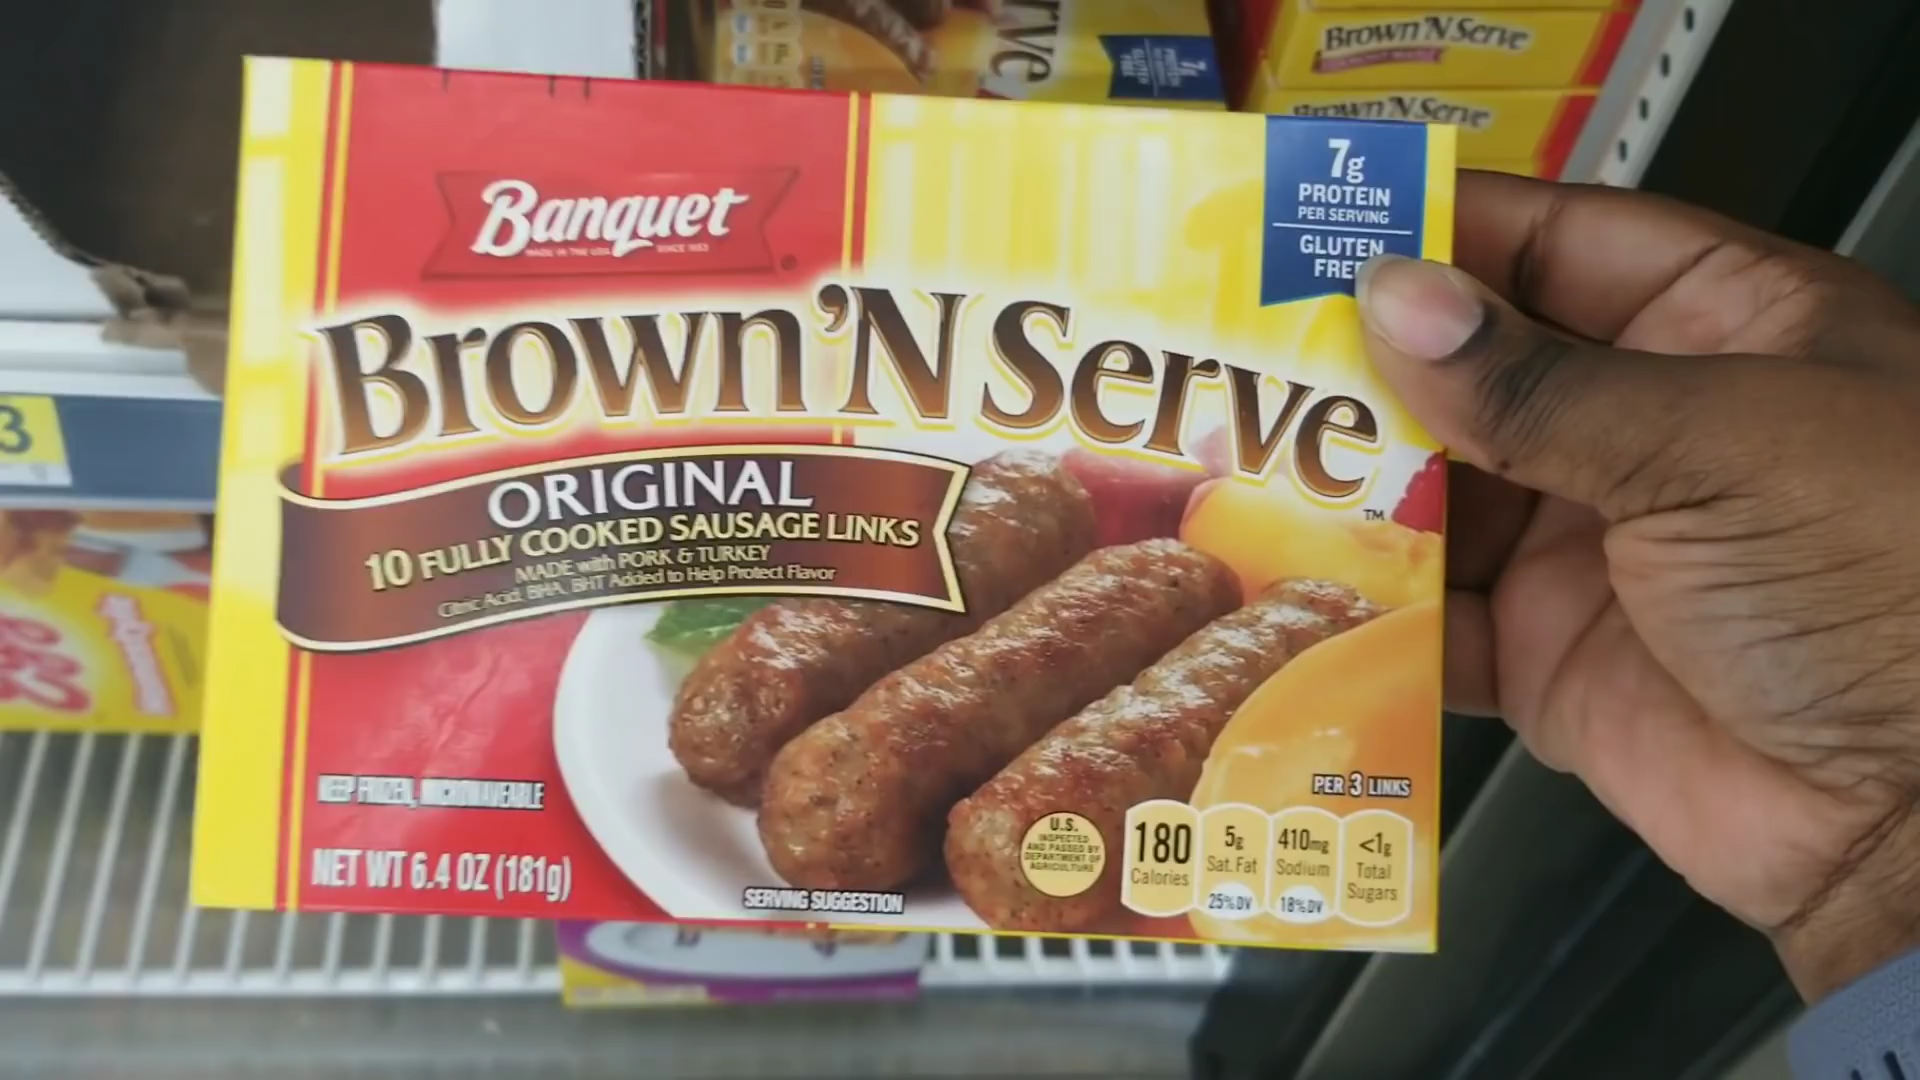 Brown'N Serve
Brown'N Serve
Banquet
MADE IN THE USA SINCE 1953
7g
PROTEIN
PER SERVING
GLUTEN
FREE
Brown'N Serve™
ORIGINAL
10 FULLY COOKED SAUSAGE LINKS
MADE with PORK & TURKEY
Citric Acid, BHA, BHT Added to Help Protect Flavor
3
KEEP FROZEN, MICROWAVEABLE
NET WT 6.4 OZ (181g)
SERVING SUGGESTION
U.S.
INSPECTED
AND PASSED BY
DEPARTMENT OF
AGRICULTURE
PER 3 LINKS
180
Calories
5g
Sat. Fat
25% DV
410mg
Sodium
18% DV
<1g
Total
Sugars